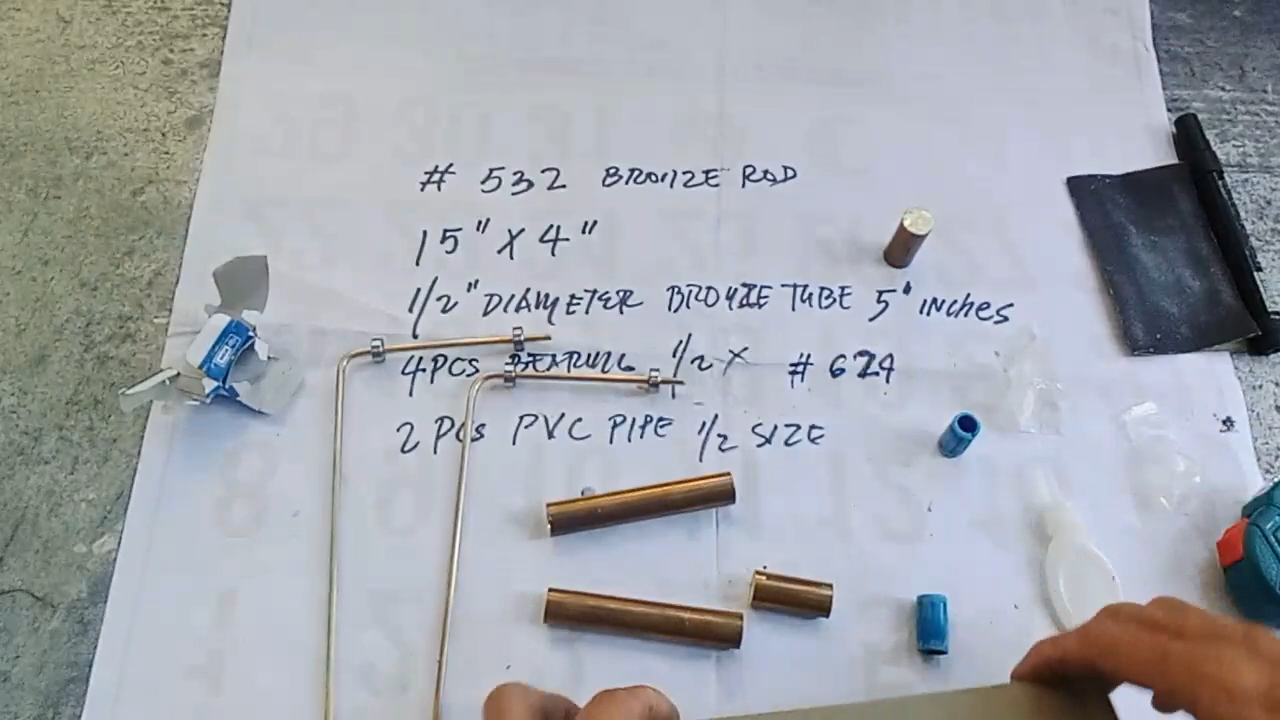 # 532 BRONZE ROD
15" X 4"
1/2" DIAMETER BRONZE TUBE 5" INCHES
4PCS BEARING 1/2 X # 624
2 PCS PVC PIPE 1/2 SIZE